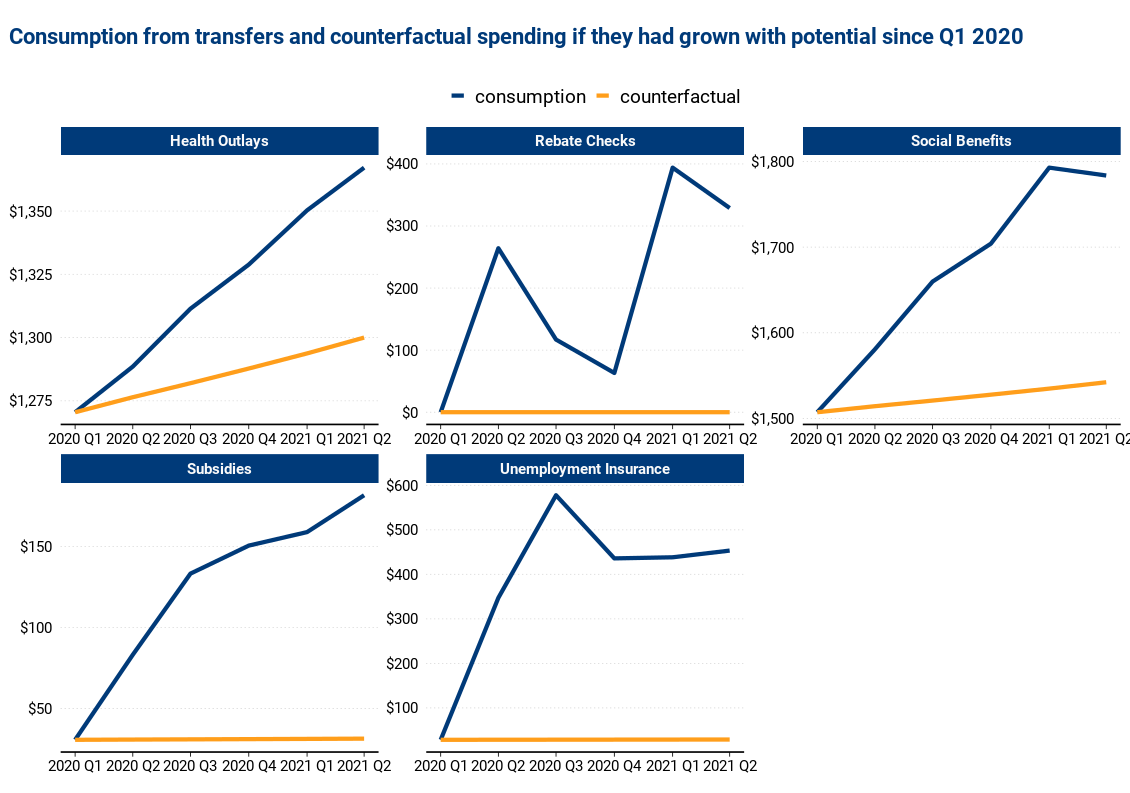 Consumption from transfers and counterfactual spending if they had grown with potential since Q1 2020
consumption counterfactual
Health Outlays
$1,350
$1,325
$1,300
$1,275
2020 Q1 2020 Q2 2020 Q3 2020 Q4 2021 Q1 2021 Q2
Rebate Checks
$400
$300
$200
$100
$0
2020 Q1 2020 Q2 2020 Q3 2020 Q4 2021 Q1 2021 Q2
Social Benefits
$1,800
$1,700
$1,600
$1,500
2020 Q1 2020 Q2 2020 Q3 2020 Q4 2021 Q1 2021 Q2
Subsidies
$150
$100
$50
2020 Q1 2020 Q2 2020 Q3 2020 Q4 2021 Q1 2021 Q2
Unemployment Insurance
$600
$500
$400
$300
$200
$100
2020 Q1 2020 Q2 2020 Q3 2020 Q4 2021 Q1 2021 Q2